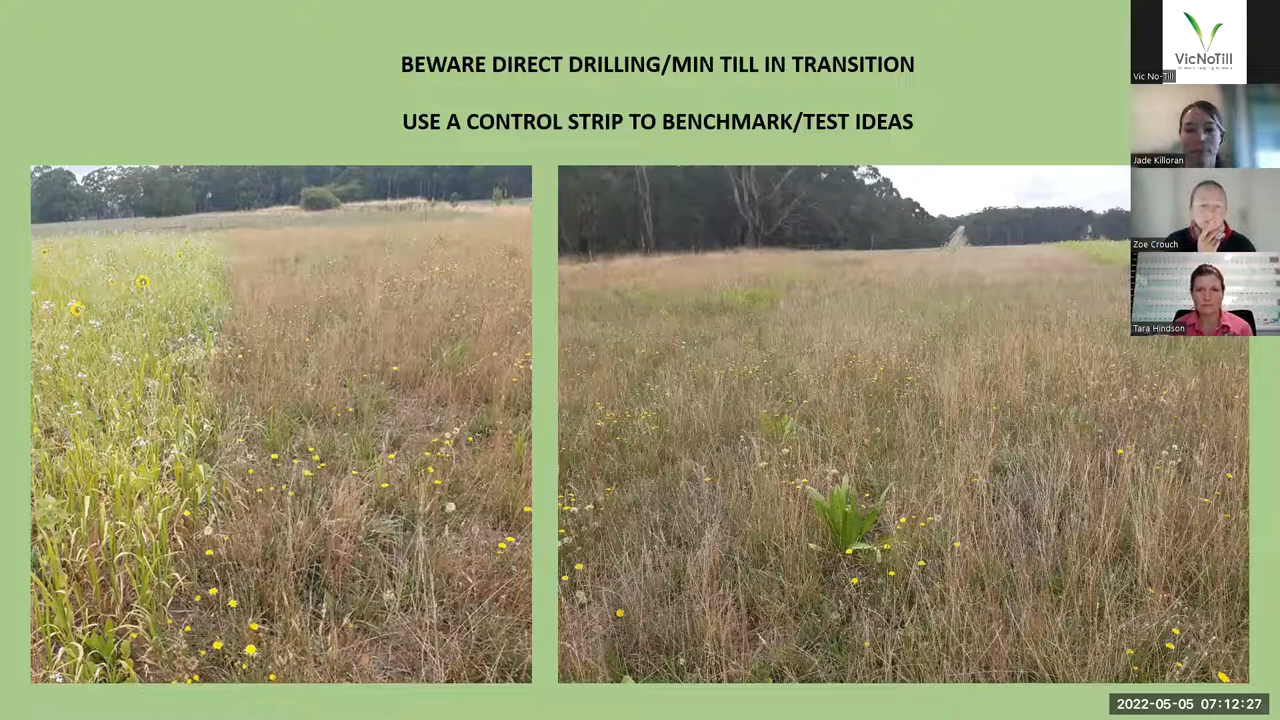 BEWARE DIRECT DRILLING/MIN TILL IN TRANSITION
USE A CONTROL STRIP TO BENCHMARK/TEST IDEAS
VicNoTill
Vic No-Till
Jade Killoran
Zoe Crouch
Tara Hindson
2022-05-05 07:12:27